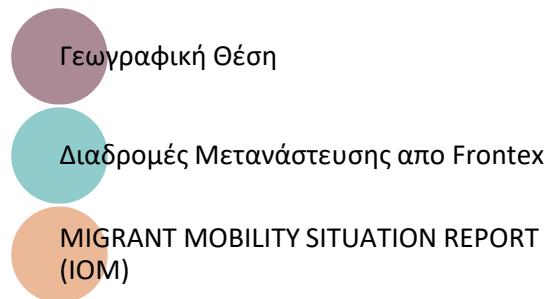 Γεωγραφική Θέση
Διαδρομές Μετανάστευσης απο Frontex
MIGRANT MOBILITY SITUATION REPORT
(IOM)